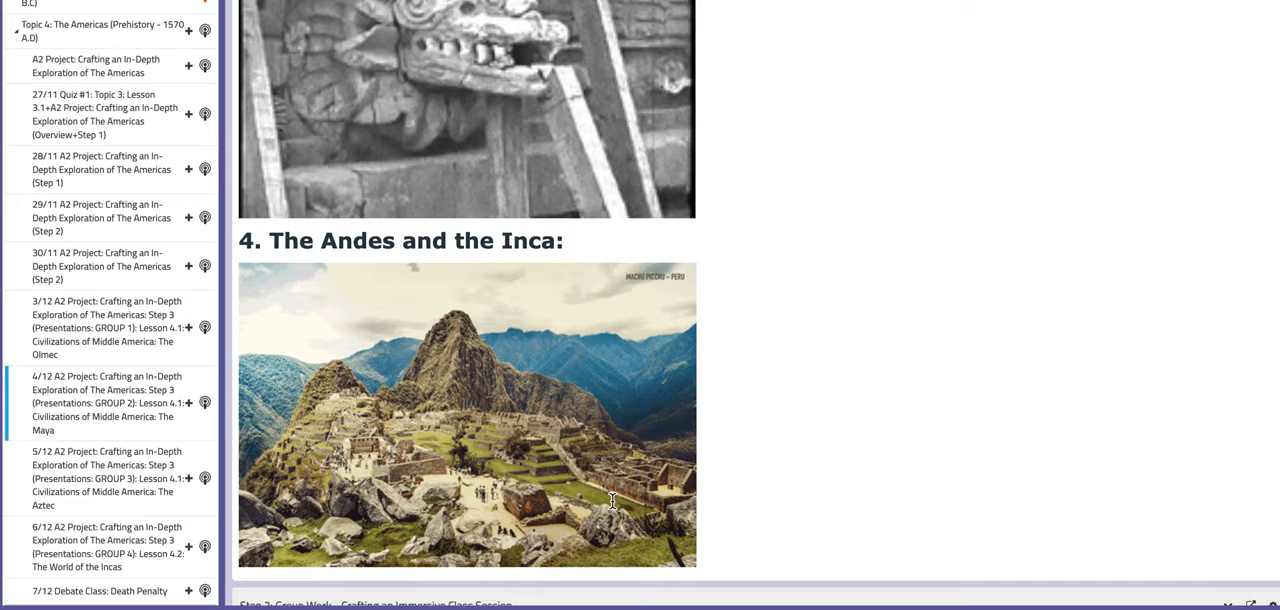 B.C)
Topic 4: The Americas (Prehistory - 1570
A.D)
A2 Project: Crafting an In-Depth
Exploration of The Americas
27/11 Quiz #1: Topic 3: Lesson
3.1+A2 Project: Crafting an In-Depth
Exploration of The Americas
(Overview+Step 1)
28/11 A2 Project: Crafting an In-
Depth Exploration of The Americas
(Step 1)
29/11 A2 Project: Crafting an In-
Depth Exploration of The Americas
(Step 2)
30/11 A2 Project: Crafting an In-
Depth Exploration of The Americas
(Step 2)
3/12 A2 Project: Crafting an In-Depth
Exploration of The Americas: Step 3
(Presentations: GROUP 1): Lesson 4.1:
Civilizations of Middle America: The
Olmec
4/12 A2 Project: Crafting an In-Depth
Exploration of The Americas: Step 3
(Presentations: GROUP 2): Lesson 4.1:
Civilizations of Middle America: The
Maya
5/12 A2 Project: Crafting an In-Depth
Exploration of The Americas: Step 3
(Presentations: GROUP 3): Lesson 4.1:
Civilizations of Middle America: The
Aztec
6/12 A2 Project: Crafting an In-Depth
Exploration of The Americas: Step 3
(Presentations: GROUP 4): Lesson 4.2:
The World of the Incas
7/12 Debate Class: Death Penalty
4. The Andes and the Inca:
MACHU PICCHU - PERU
Step 2: Group Work - Crafting an Immersive Class Session